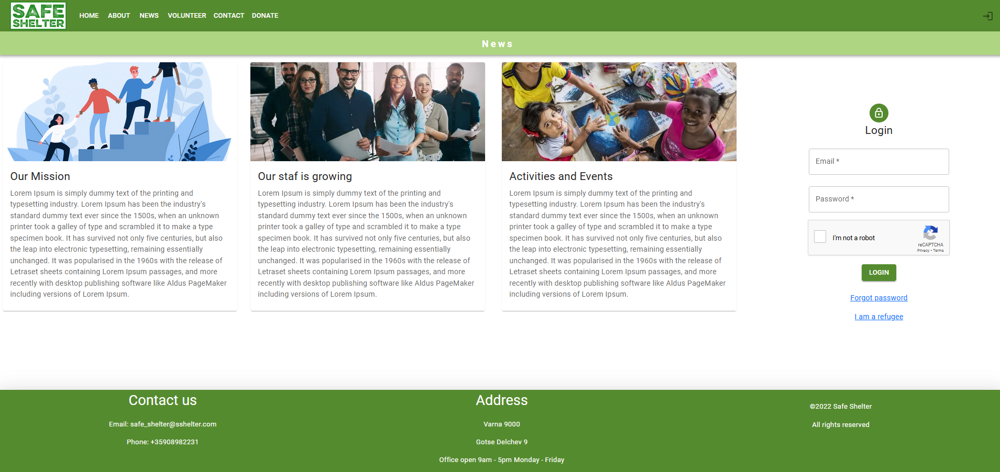 SAFE
SHELTER
HOME ABOUT NEWS VOLUNTEER CONTACT DONATE
News
Our Mission
Lorem Ipsum is simply dummy text of the printing and
typesetting industry. Lorem Ipsum has been the industry's
standard dummy text ever since the 1500s, when an unknown
printer took a galley of type and scrambled it to make a type
specimen book. It has survived not only five centuries, but also
the leap into electronic typesetting, remaining essentially
unchanged. It was popularised in the 1960s with the release of
Letraset sheets containing Lorem Ipsum passages, and more
recently with desktop publishing software like Aldus PageMaker
including versions of Lorem Ipsum.
Our staf is growing
Lorem Ipsum is simply dummy text of the printing and
typesetting industry. Lorem Ipsum has been the industry's
standard dummy text ever since the 1500s, when an unknown
printer took a galley of type and scrambled it to make a type
specimen book. It has survived not only five centuries, but also
the leap into electronic typesetting, remaining essentially
unchanged. It was popularised in the 1960s with the release of
Letraset sheets containing Lorem Ipsum passages, and more
recently with desktop publishing software like Aldus PageMaker
including versions of Lorem Ipsum.
Activities and Events
Lorem Ipsum is simply dummy text of the printing and
typesetting industry. Lorem Ipsum has been the industry's
standard dummy text ever since the 1500s, when an unknown
printer took a galley of type and scrambled it to make a type
specimen book. It has survived not only five centuries, but also
the leap into electronic typesetting, remaining essentially
unchanged. It was popularised in the 1960s with the release of
Letraset sheets containing Lorem Ipsum passages, and more
recently with desktop publishing software like Aldus PageMaker
including versions of Lorem Ipsum.
Login
Email *
Password *
I'm not a robot
reCAPTCHA
Privacy - Terms
LOGIN
Forgot password
I am a refugee
Contact us
Email: safe_shelter@sshelter.com
Phone: +35908982231
Address
Varna 9000
Gotse Delchev 9
Office open 9am - 5pm Monday - Friday
©2022 Safe Shelter
All rights reserved